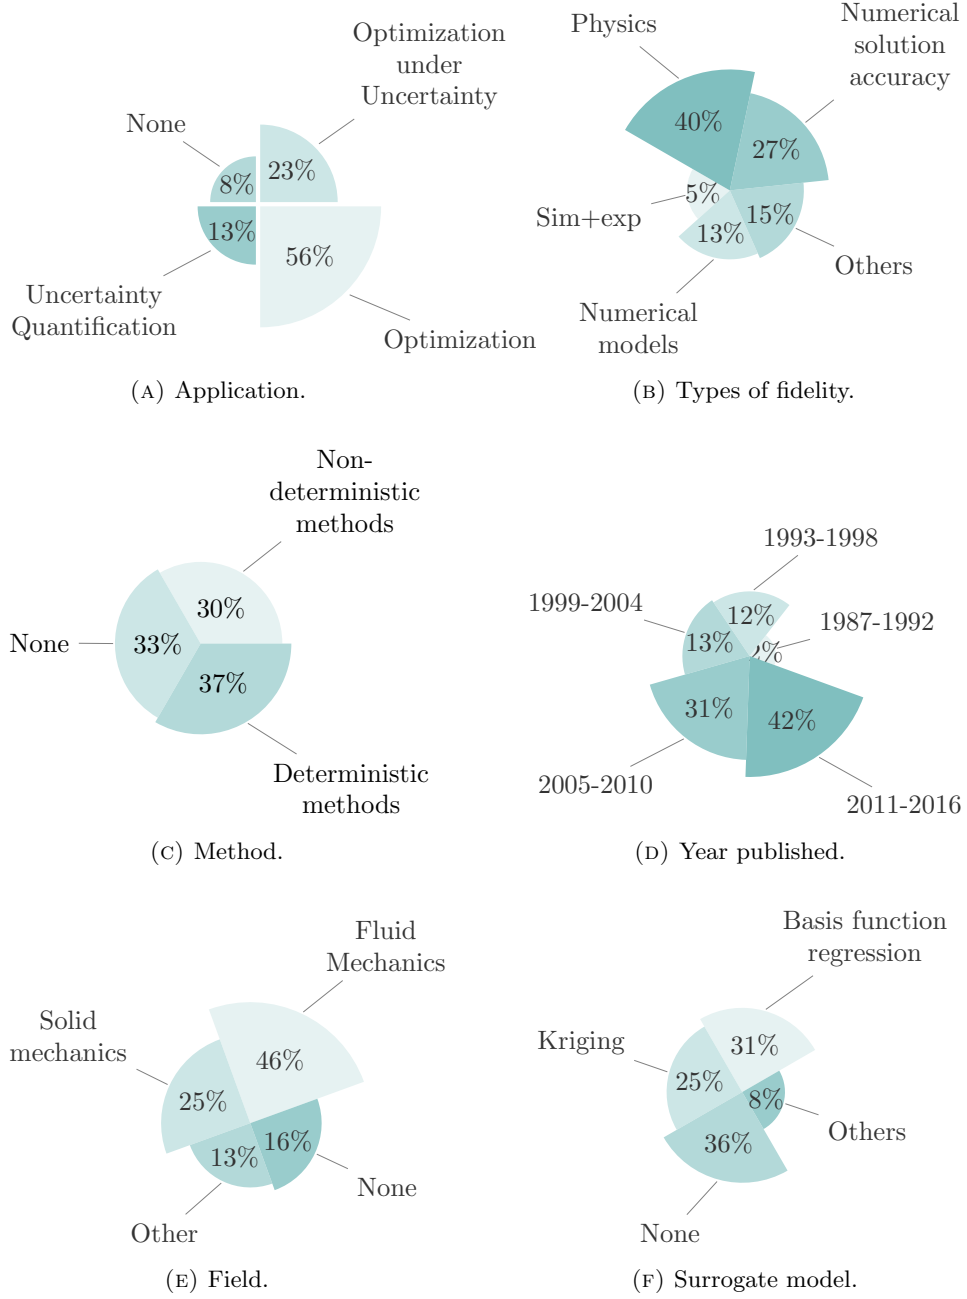 Optimization
under
Uncertainty
None
23%
8%
13%
56%
Uncertainty
Quantification
Optimization
(A) Application.
Physics
Numerical
solution
accuracy
40%
27%
5%
Sim+exp
15%
13%
Others
Numerical
models
(B) Types of fidelity.
Non-
deterministic
methods
30%
None
33%
37%
Deterministic
methods
(C) Method.
1993-1998
1999-2004
12%
1987-1992
13%
2%
31%
42%
2005-2010
2011-2016
(D) Year published.
Fluid
Mechanics
Solid
mechanics
46%
25%
16%
13%
None
Other
(E) Field.
Basis function
regression
Kriging
31%
25%
8%
Others
36%
None
(F) Surrogate model.